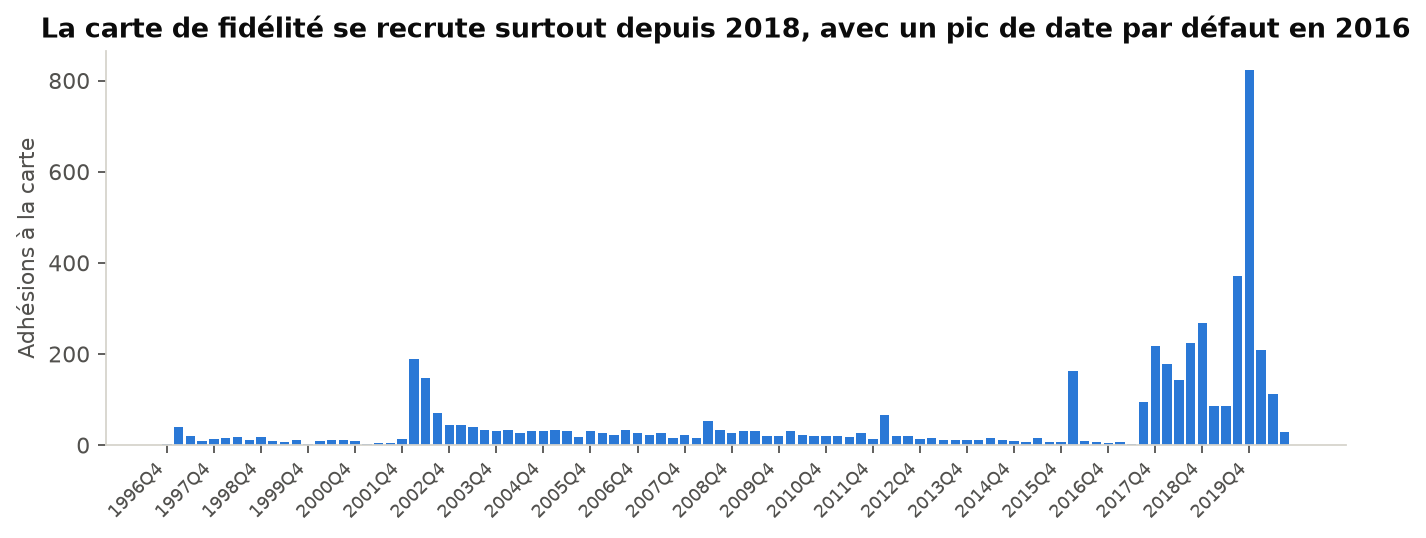 La carte de fidélité se recrute surtout depuis 2018, avec un pic de date par défaut en 2016
Adhésions à la carte
800
600
400
200
0
1996Q4
1997Q4
1998Q4
1999Q4
2000Q4
2001Q4
2002Q4
2003Q4
2004Q4
2005Q4
2006Q4
2007Q4
2008Q4
2009Q4
2010Q4
2011Q4
2012Q4
2013Q4
2014Q4
2015Q4
2016Q4
2017Q4
2018Q4
2019Q4